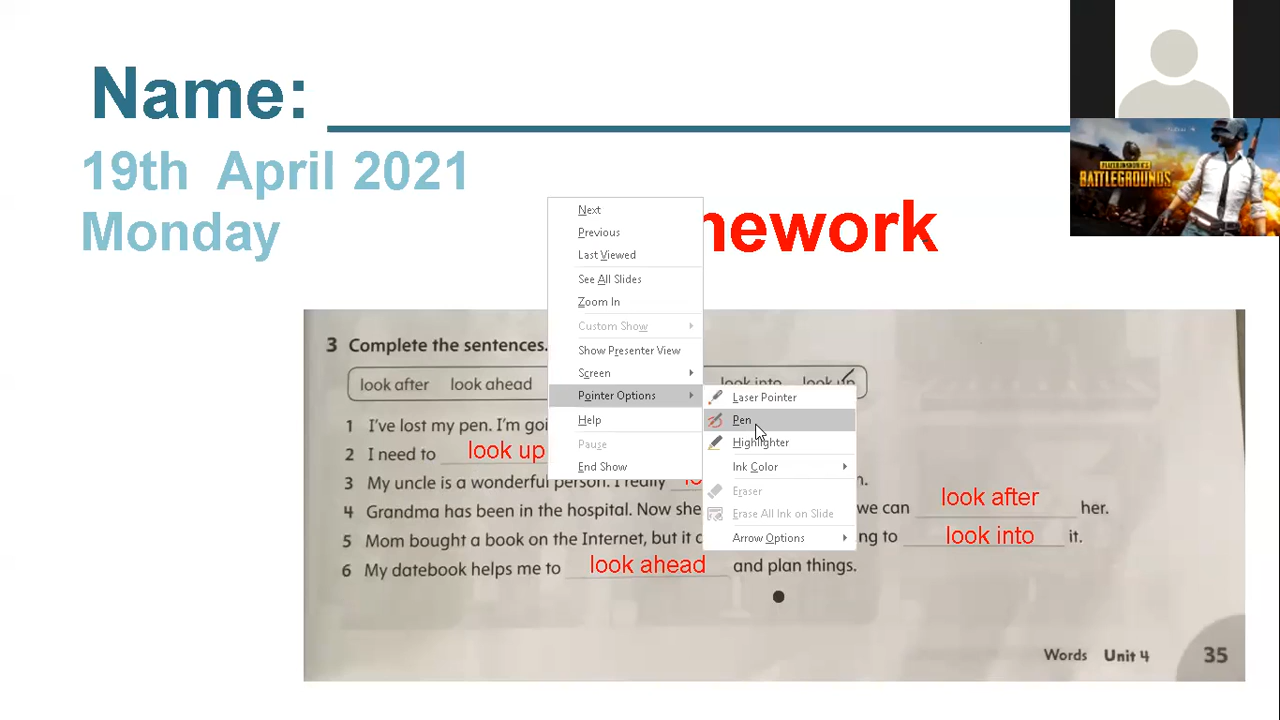 Name:
19th April 2021
Monday
ework
BATTLEGROUNDS
Next
Previous
Last Viewed
See All Slides
Zoom In
Custom Show
Show Presenter View
Screen
Pointer Options
Help
Pause
End Show
Laser Pointer
Pen
Highlighter
Ink Color
Eraser
Erase All Ink on Slide
Arrow Options
3 Complete the sentences.
look after look ahead look into look up
1 I've lost my pen. I'm goi
2 I need to look up
3 My uncle is a wonderful person. I really
4 Grandma has been in the hospital. Now she we can look after her.
5 Mom bought a book on the Internet, but it ng to look into it.
6 My datebook helps me to look ahead and plan things.
Words Unit 4 35